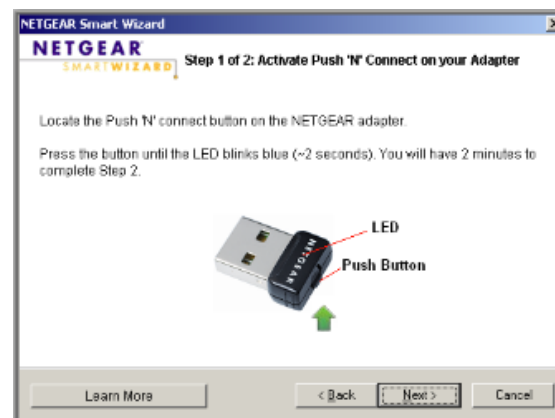 NETGEAR Smart Wizard
NETGEAR
SMARTWIZARD
Step 1 of 2: Activate Push 'N' Connect on your Adapter
Locate the Push 'N' connect button on the NETGEAR adapter.
Press the button until the LED blinks blue (~2 seconds). You will have 2 minutes to
complete Step 2.
LED
NETGEAR
Push Button
Learn More
< Back
Next >
Cancel